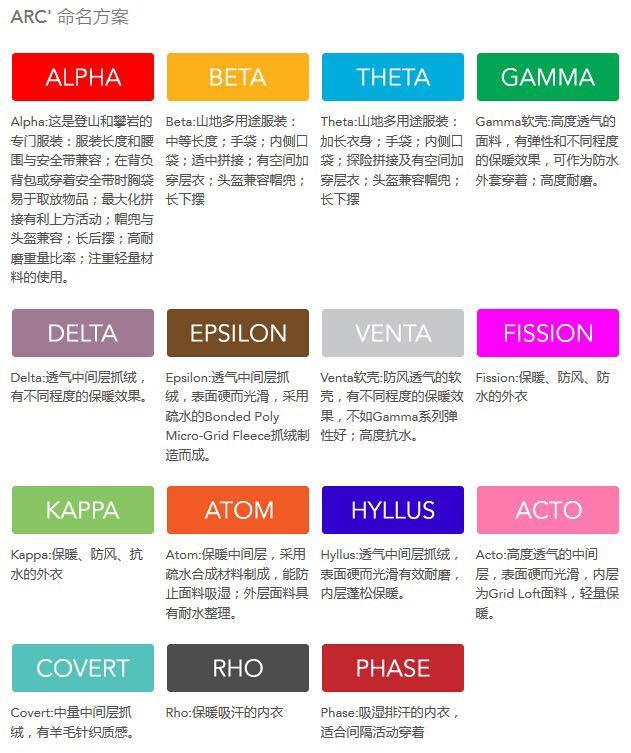 ARC' 命名方案
ALPHA
Alpha:这是登山和攀岩的
专门服装：服装长度和腰
围与安全带兼容；在背负
背包或穿着安全带时胸袋
易于取放物品；最大化拼
接有利上方活动；帽兜与
头盔兼容；长后摆；高耐
磨重量比率；注重轻量材
料的使用。
BETA
Beta:山地多用途服装：
中等长度；手袋；内侧口
袋；适中拼接；有空间加
穿层衣；头盔兼容帽兜；
长下摆
THETA
Theta:山地多用途服装：
加长衣身；手袋；内侧口
袋；探险拼接及有空间加
穿层衣；头盔兼容帽兜；
长下摆
GAMMA
Gamma软壳:高度透气的
面料，有弹性和不同程度
的保暖效果，可作为防水
外套穿着；高度耐磨。
DELTA
Delta:透气中间层抓绒，
有不同程度的保暖效果。
EPSILON
Epsilon:透气中间层抓
绒，表面硬而光滑，采用
疏水的Bonded Poly
Micro-Grid Fleece抓绒制
造而成。
VENTA
Venta软壳:防风透气的软
壳，有不同程度的保暖效
果，不如Gamma系列弹
性好；高度抗水。
FISSION
Fission:保暖、防风、防
水的外衣
KAPPA
Kappa:保暖、防风、抗
水的外衣
ATOM
Atom:保暖中间层，采用
疏水合成材料制成，能防
止面料吸湿；外层面料具
有耐水整理。
HYLLUS
Hyllus:透气中间层抓绒，
表面硬而光滑有效耐磨，
内层蓬松保暖。
ACTO
Acto:高度透气的中间
层，表面硬而光滑，内层
为Grid Loft面料，轻量保
暖。
COVERT
Covert:中量中间层抓
绒，有羊毛针织质感。
RHO
Rho:保暖吸汗的内衣
PHASE
Phase:吸湿排汗的内衣，
适合间隔活动穿着